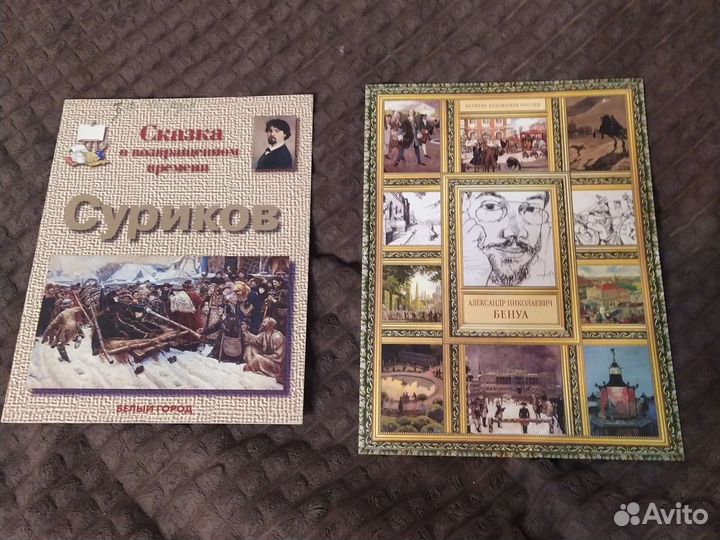 Сказка
о возвращенном
времени
Суриков
БЕЛЫЙ ГОРОД
ВЕЛИКИЕ ХУДОЖНИКИ РОССИИ
АЛЕКСАНДР НИКОЛАЕВИЧ
БЕНУА
Avito